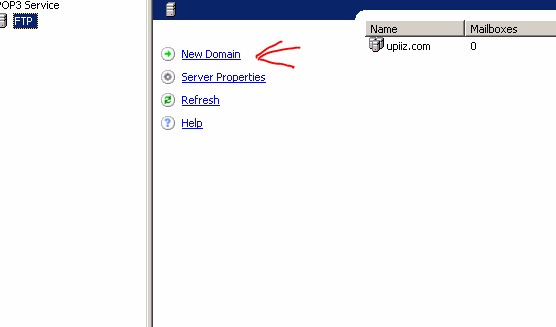 POP3 Service
FTP
New Domain
Server Properties
Refresh
Help
Name Mailboxes
upiiz.com 0